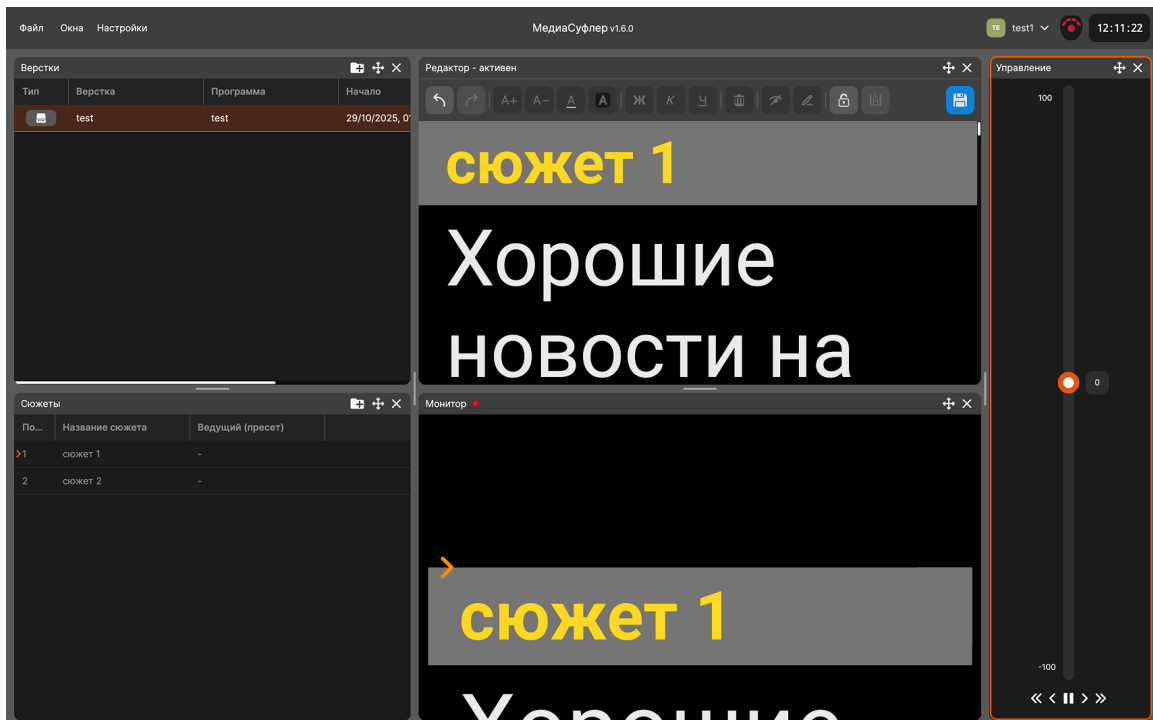 Файл Окна Настройки
МедиаСуфлер v1.6.0
TE test1
12:11:22
Верстки
Тип Верстка Программа Начало
test test 29/10/2025, 0
Сюжеты
По... Название сюжета Ведущий (пресет)
1 сюжет 1 -
2 сюжет 2 -
Редактор - активен
A+ A− A A Ж К Ч
сюжет 1
Хорошие
новости на
Монитор
сюжет 1
Хорошие
Управление
100
0
-100